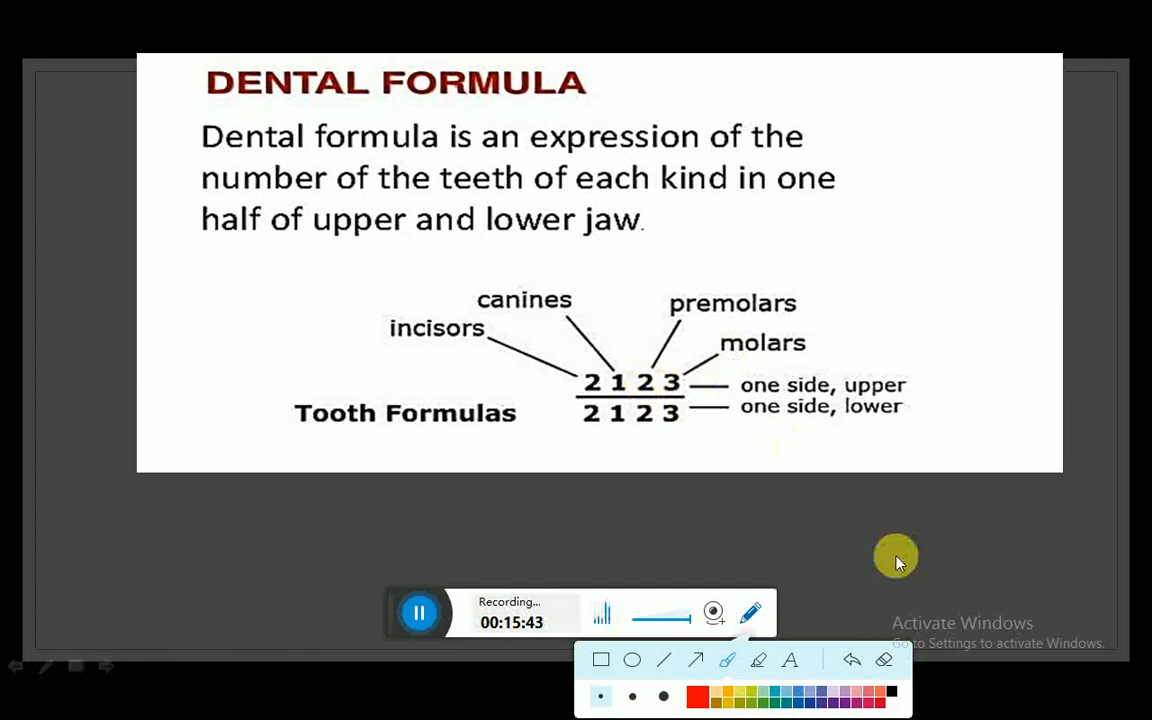 DENTAL FORMULA
Dental formula is an expression of the
number of the teeth of each kind in one
half of upper and lower jaw.
canines
premolars
incisors
molars
2 1 2 3
one side, upper
Tooth Formulas
2 1 2 3
one side, lower
Recording...
00:15:43
Activate Windows
Go to Settings to activate Windows.
A